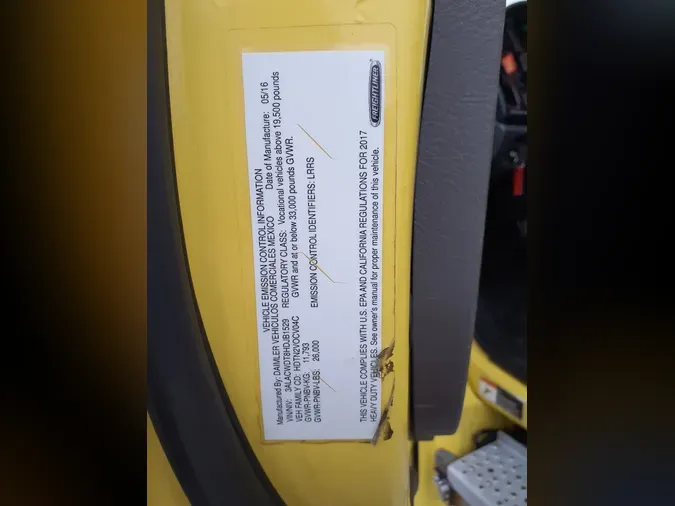 VEHICLE EMISSION CONTROL INFORMATION
Manufactured By: DAIMLER VEHICULOS COMERCIALES MEXICO Date of Manufacture: 05/16
VIN/NIV: 3ALACWDT8HDJB1529 REGULATORY CLASS: Vocational vehicles above 19,500 pounds
VEH FAMILY CD: HDTN2VOCV04C GVWR and at or below 33,000 pounds GVWR.
GVWR-PNBV-KG: 11,793
GVWR-PNBV-LBS: 26,000 EMISSION CONTROL IDENTIFIERS: LRRS
THIS VEHICLE COMPLIES WITH U.S. EPA AND CALIFORNIA REGULATIONS FOR 2017
HEAVY DUTY VEHICLES. See owner's manual for proper maintenance of this vehicle.
FREIGHTLINER